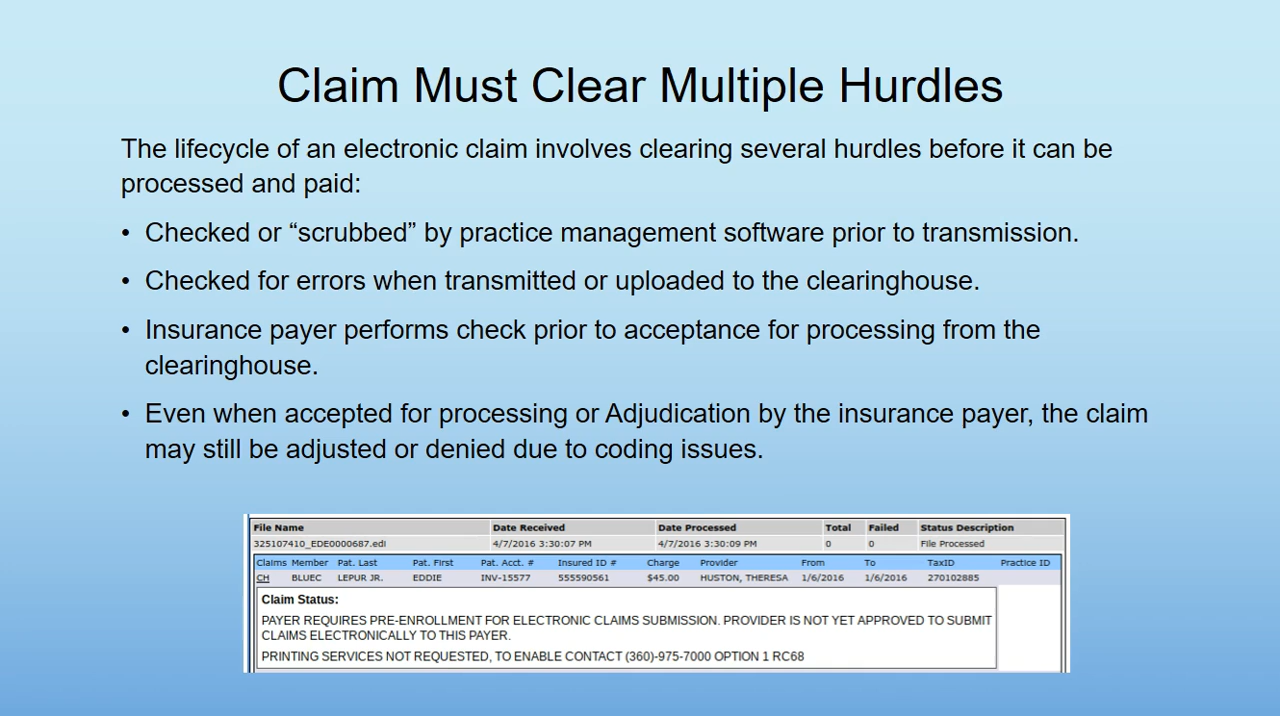 Claim Must Clear Multiple Hurdles
The lifecycle of an electronic claim involves clearing several hurdles before it can be
processed and paid:
• Checked or “scrubbed” by practice management software prior to transmission.
• Checked for errors when transmitted or uploaded to the clearinghouse.
• Insurance payer performs check prior to acceptance for processing from the
clearinghouse.
• Even when accepted for processing or Adjudication by the insurance payer, the claim
may still be adjusted or denied due to coding issues.
File Name Date Received Date Processed Total Failed Status Description
325107410_EDE0000687.edi 4/7/2016 3:30:07 PM 4/7/2016 3:30:09 PM 0 0 File Processed
Claims Member Pat. Last Pat. First Pat. Acct. # Insured ID # Charge Provider From To TaxID Practice ID
CH BLUEC LEPUR JR. EDDIE INV-15577 555590561 $45.00 HUSTON, THERESA 1/6/2016 1/6/2016 270102885
Claim Status:
PAYER REQUIRES PRE-ENROLLMENT FOR ELECTRONIC CLAIMS SUBMISSION. PROVIDER IS NOT YET APPROVED TO SUBMIT
CLAIMS ELECTRONICALLY TO THIS PAYER.
PRINTING SERVICES NOT REQUESTED, TO ENABLE CONTACT (360)-975-7000 OPTION 1 RC68